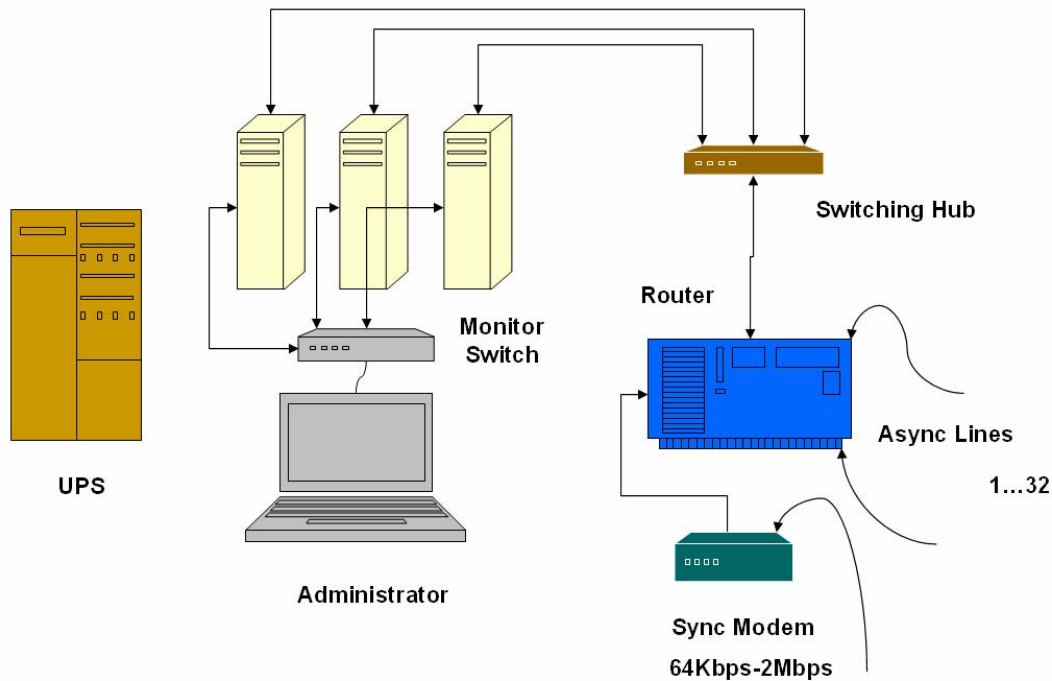 Switching Hub
Router
Monitor
Switch
Async Lines
UPS
1...32
Administrator
Sync Modem
64Kbps-2Mbps